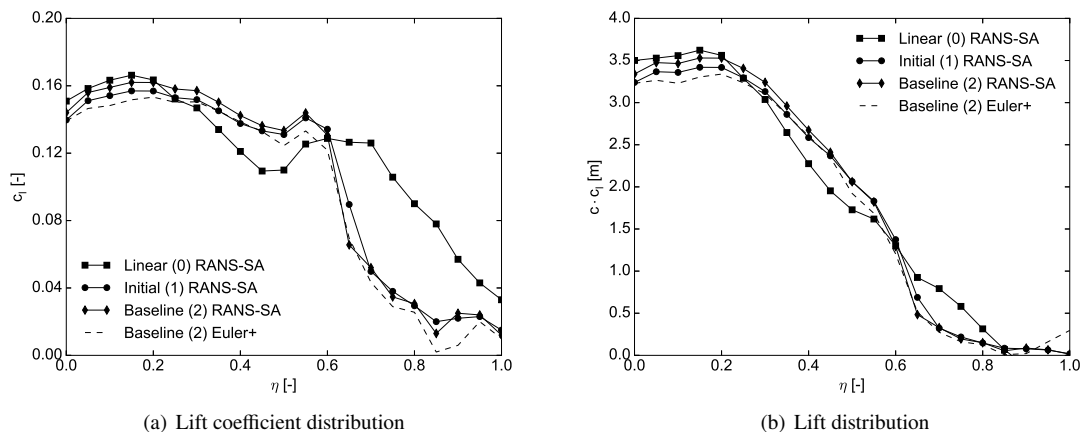 0.20
0.16
0.12
0.08
0.04
0.00
c_l [-]
Linear (0) RANS-SA
Initial (1) RANS-SA
Baseline (2) RANS-SA
Baseline (2) Euler+
0.0 0.2 0.4 0.6 0.8 1.0
η [-]
(a) Lift coefficient distribution
4.0
3.5
3.0
2.5
2.0
1.5
1.0
0.5
0.0
c · c_l [m]
Linear (0) RANS-SA
Initial (1) RANS-SA
Baseline (2) RANS-SA
Baseline (2) Euler+
0.0 0.2 0.4 0.6 0.8 1.0
η [-]
(b) Lift distribution